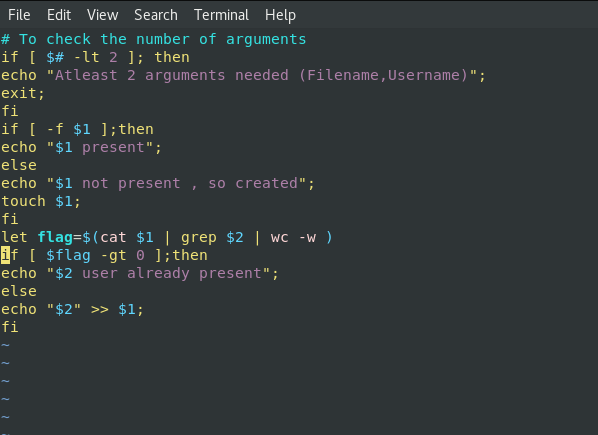 File Edit View Search Terminal Help
# To check the number of arguments
if [ $# -lt 2 ]; then
echo "Atleast 2 arguments needed (Filename,Username)";
exit;
fi
if [ -f $1 ];then
echo "$1 present";
else
echo "$1 not present , so created";
touch $1;
fi
let flag=$(cat $1 | grep $2 | wc -w )
if [ $flag -gt 0 ];then
echo "$2 user already present";
else
echo "$2" >> $1;
fi
~
~
~
~
~
~